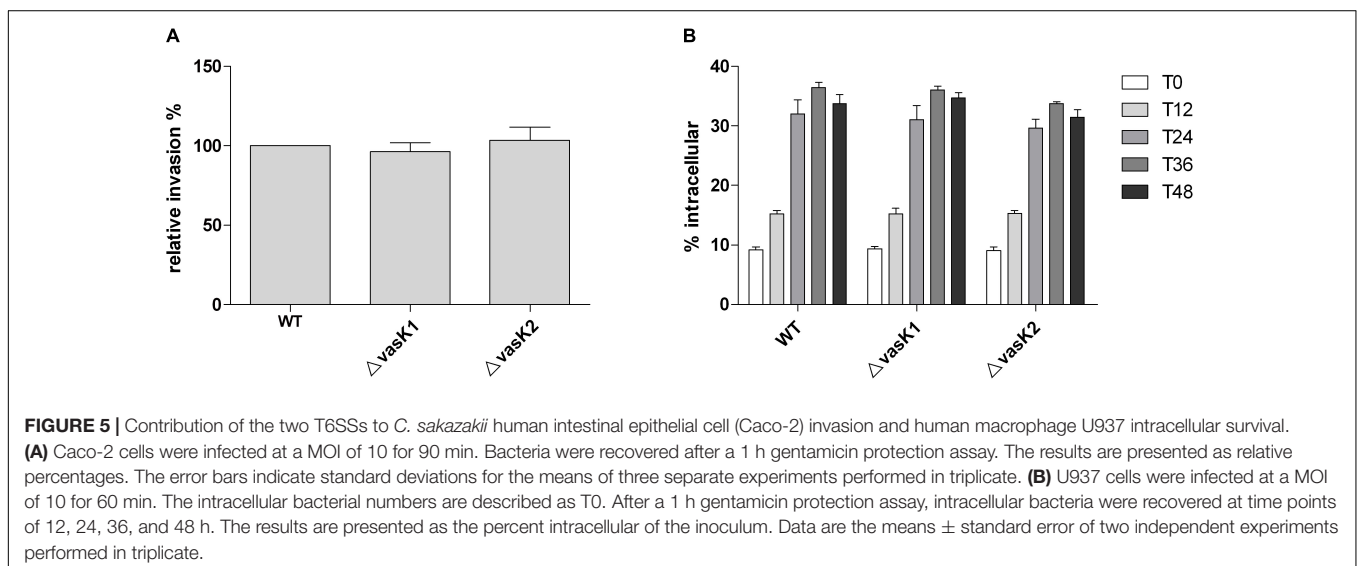 A
relative invasion %
150
100
50
0
WT
△vasK1
△vasK2
B
% intracellular
40
30
20
10
0
WT
△vasK1
△vasK2
T0
T12
T24
T36
T48
FIGURE 5 | Contribution of the two T6SSs to C. sakazakii human intestinal epithelial cell (Caco-2) invasion and human macrophage U937 intracellular survival.
(A) Caco-2 cells were infected at a MOI of 10 for 90 min. Bacteria were recovered after a 1 h gentamicin protection assay. The results are presented as relative
percentages. The error bars indicate standard deviations for the means of three separate experiments performed in triplicate. (B) U937 cells were infected at a MOI
of 10 for 60 min. The intracellular bacterial numbers are described as T0. After a 1 h gentamicin protection assay, intracellular bacteria were recovered at time points
of 12, 24, 36, and 48 h. The results are presented as the percent intracellular of the inoculum. Data are the means ± standard error of two independent experiments
performed in triplicate.